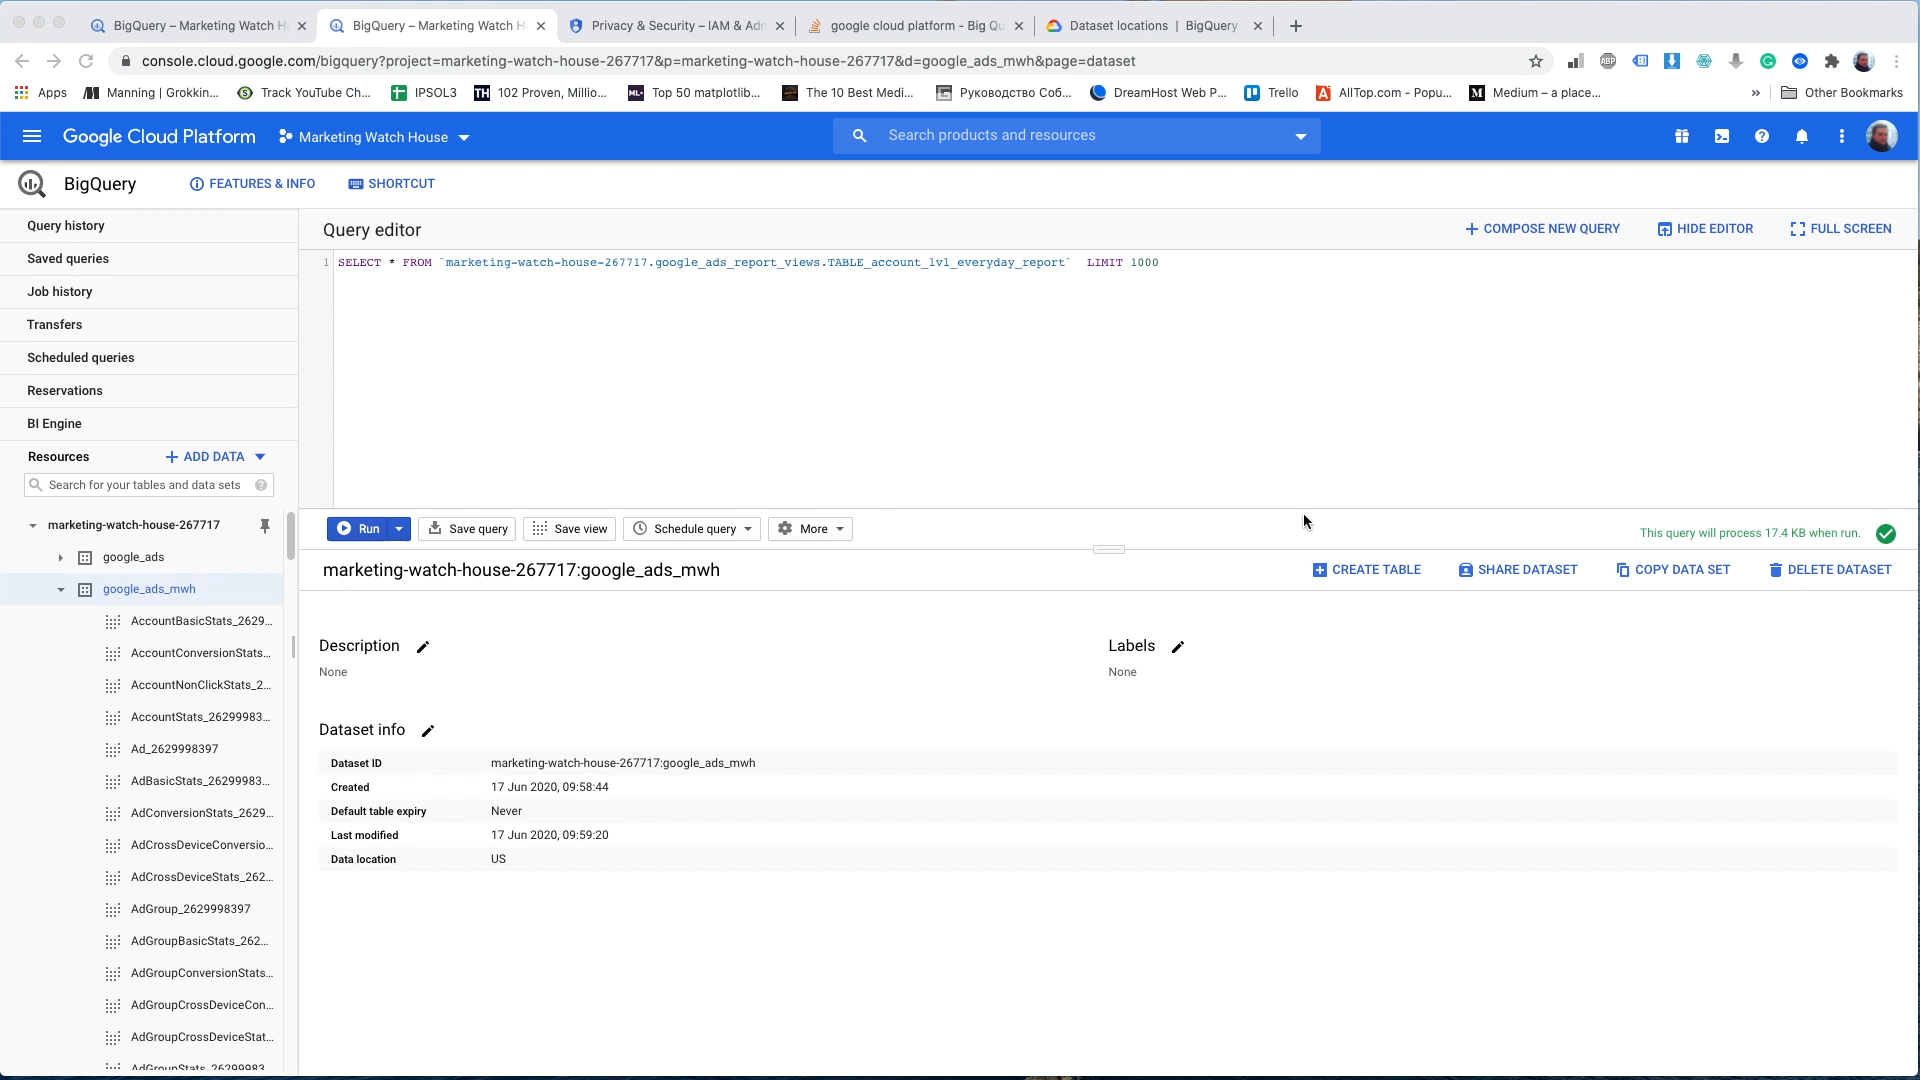 BigQuery – Marketing Watch H
BigQuery – Marketing Watch H
Privacy & Security – IAM & Adm
google cloud platform - Big Qu
Dataset locations | BigQuery
console.cloud.google.com/bigquery?project=marketing-watch-house-267717&p=marketing-watch-house-267717&d=google_ads_mwh&page=dataset
ABP
Apps
Manning | Grokkin...
Track YouTube Ch...
IPSOL3
TH 102 Proven, Millio...
ML+ Top 50 matplotlib...
The 10 Best Medi...
Руководство Соб...
DreamHost Web P...
Trello
AllTop.com - Popu...
M Medium – a place...
»
Other Bookmarks
Google Cloud Platform
Marketing Watch House
Search products and resources
BigQuery
FEATURES & INFO
SHORTCUT
Query history
Saved queries
Job history
Transfers
Scheduled queries
Reservations
BI Engine
Resources
ADD DATA
Search for your tables and data sets
marketing-watch-house-267717
google_ads
google_ads_mwh
AccountBasicStats_2629...
AccountConversionStats...
AccountNonClickStats_2...
AccountStats_26299983...
Ad_2629998397
AdBasicStats_26299983...
AdConversionStats_2629...
AdCrossDeviceConversio...
AdCrossDeviceStats_262...
AdGroup_2629998397
AdGroupBasicStats_262...
AdGroupConversionStats...
AdGroupCrossDeviceCon...
AdGroupCrossDeviceStat...
AdGroupStats_26299983
Query editor
COMPOSE NEW QUERY
HIDE EDITOR
FULL SCREEN
1 SELECT * FROM `marketing-watch-house-267717.google_ads_report_views.TABLE_account_lvl_everyday_report` LIMIT 1000
Run
Save query
Save view
Schedule query
More
This query will process 17.4 KB when run.
marketing-watch-house-267717:google_ads_mwh
CREATE TABLE
SHARE DATASET
COPY DATA SET
DELETE DATASET
Description
None
Labels
None
Dataset info
Dataset ID marketing-watch-house-267717:google_ads_mwh
Created 17 Jun 2020, 09:58:44
Default table expiry Never
Last modified 17 Jun 2020, 09:59:20
Data location US